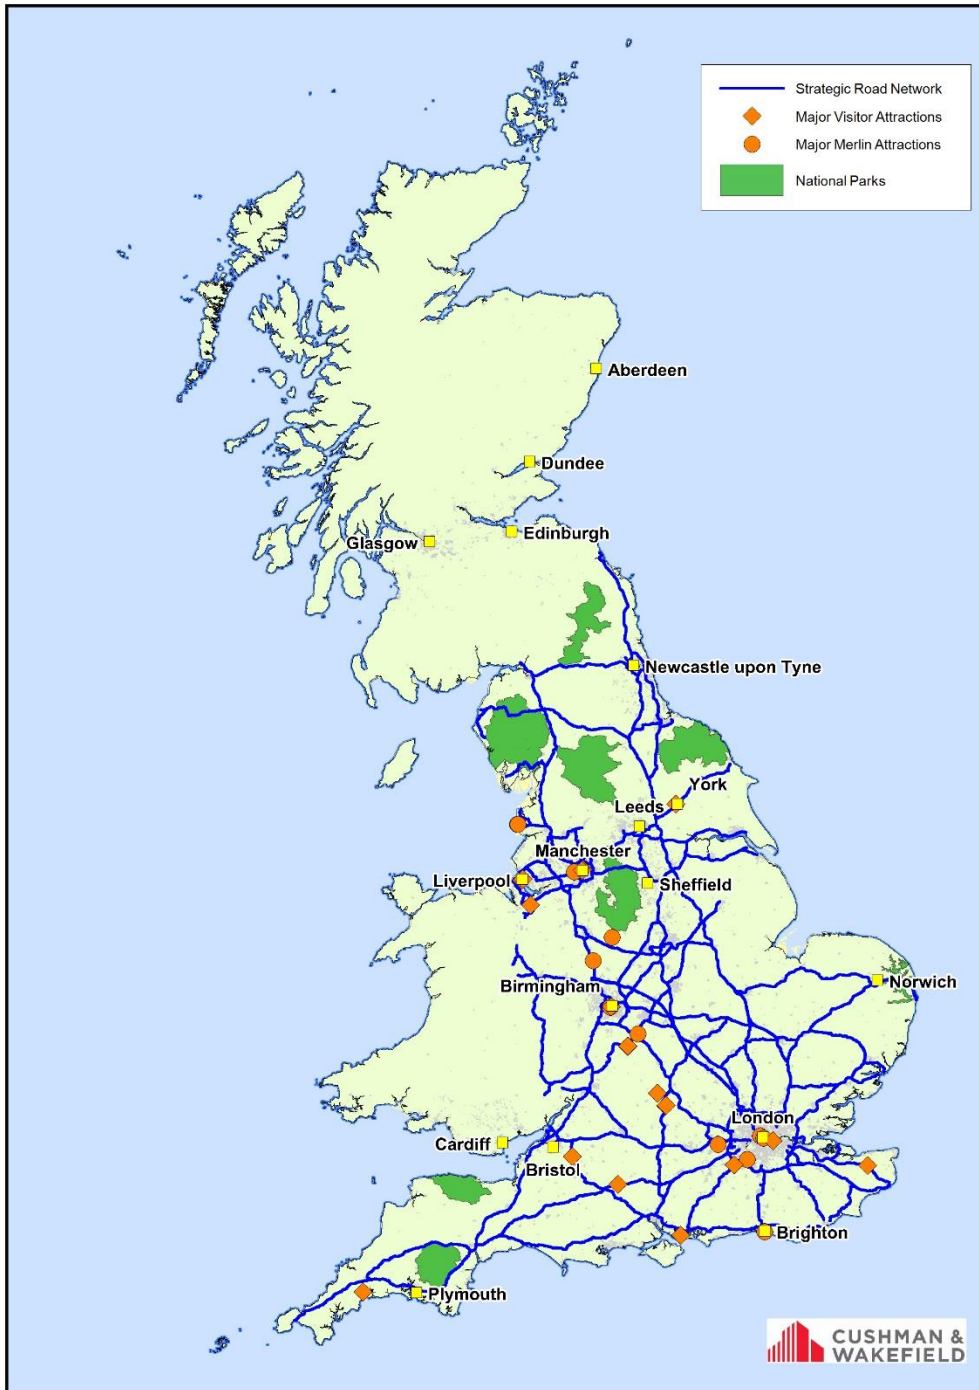 Strategic Road Network
Major Visitor Attractions
Major Merlin Attractions
National Parks
Aberdeen
Dundee
Edinburgh
Glasgow
Newcastle upon Tyne
York
Leeds
Manchester
Liverpool
Sheffield
Norwich
Birmingham
London
Cardiff
Bristol
Brighton
Plymouth
CUSHMAN &
WAKEFIELD